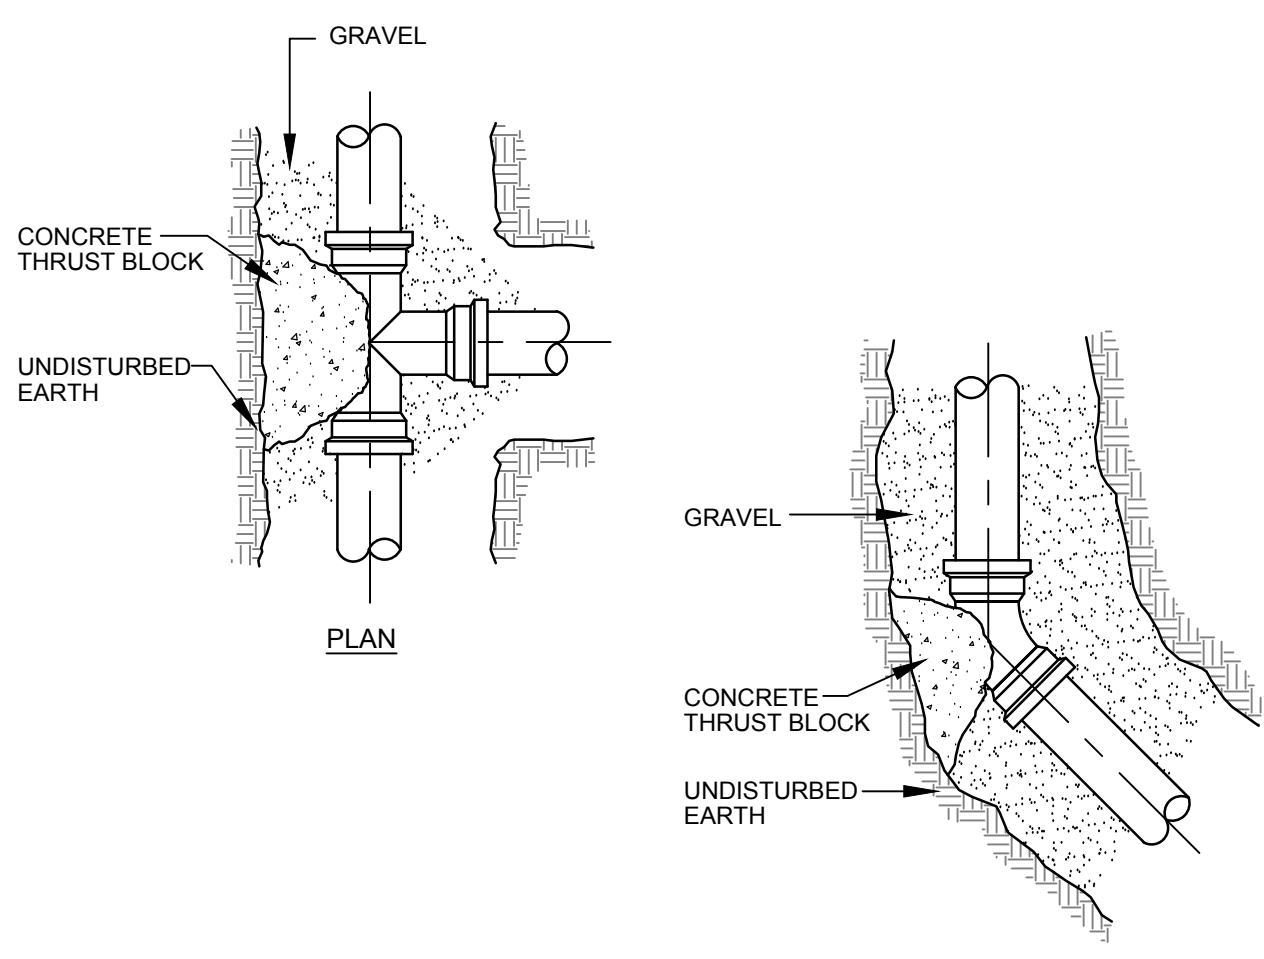 GRAVEL
CONCRETE
THRUST BLOCK
UNDISTURBED
EARTH
PLAN
GRAVEL
CONCRETE
THRUST BLOCK
UNDISTURBED
EARTH